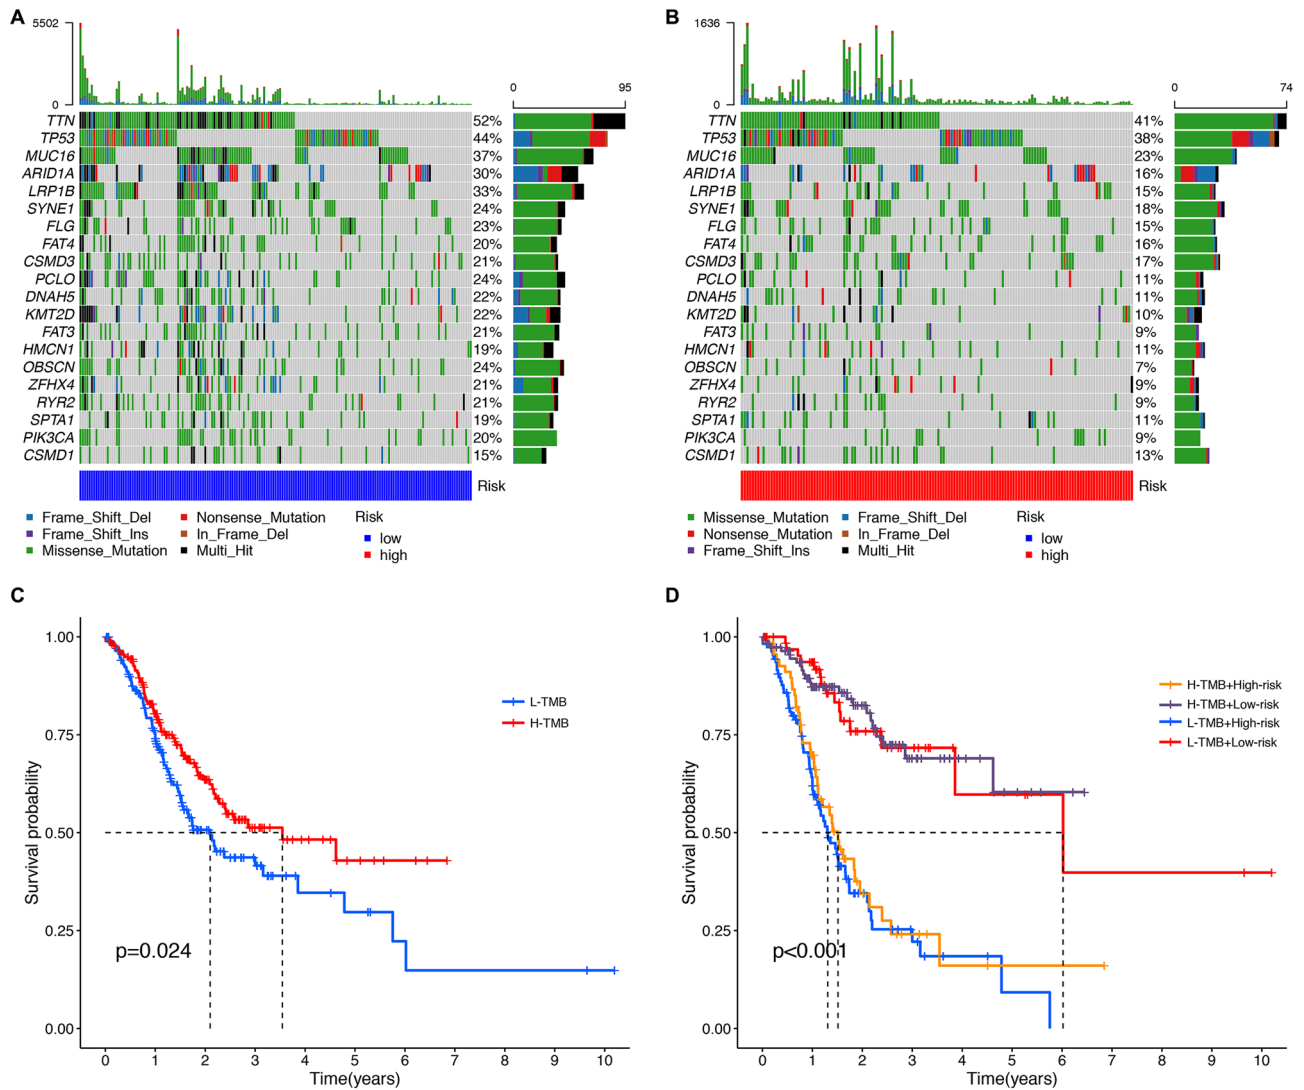 A
5502
0
0 95
TTN 52%
TP53 44%
MUC16 37%
ARID1A 30%
LRP1B 33%
SYNE1 24%
FLG 23%
FAT4 20%
CSMD3 21%
PCLO 24%
DNAH5 22%
KMT2D 22%
FAT3 21%
HMCN1 19%
OBSCN 24%
ZFHX4 21%
RYR2 21%
SPTA1 19%
PIK3CA 20%
CSMD1 15%
Risk
Frame_Shift_Del Nonsense_Mutation Risk
Frame_Shift_Ins In_Frame_Del low
Missense_Mutation Multi_Hit high
B
1636
0
0 74
TTN 41%
TP53 38%
MUC16 23%
ARID1A 16%
LRP1B 15%
SYNE1 18%
FLG 15%
FAT4 16%
CSMD3 17%
PCLO 11%
DNAH5 11%
KMT2D 10%
FAT3 9%
HMCN1 11%
OBSCN 7%
ZFHX4 9%
RYR2 9%
SPTA1 11%
PIK3CA 9%
CSMD1 13%
Risk
Missense_Mutation Frame_Shift_Del Risk
Nonsense_Mutation In_Frame_Del low
Frame_Shift_Ins Multi_Hit high
C
Survival probability
1.00
0.75
0.50
0.25
0.00
L-TMB
H-TMB
p=0.024
0 1 2 3 4 5 6 7 8 9 10
Time(years)
D
Survival probability
1.00
0.75
0.50
0.25
0.00
H-TMB+High-risk
H-TMB+Low-risk
L-TMB+High-risk
L-TMB+Low-risk
p<0.001
0 1 2 3 4 5 6 7 8 9 10
Time(years)